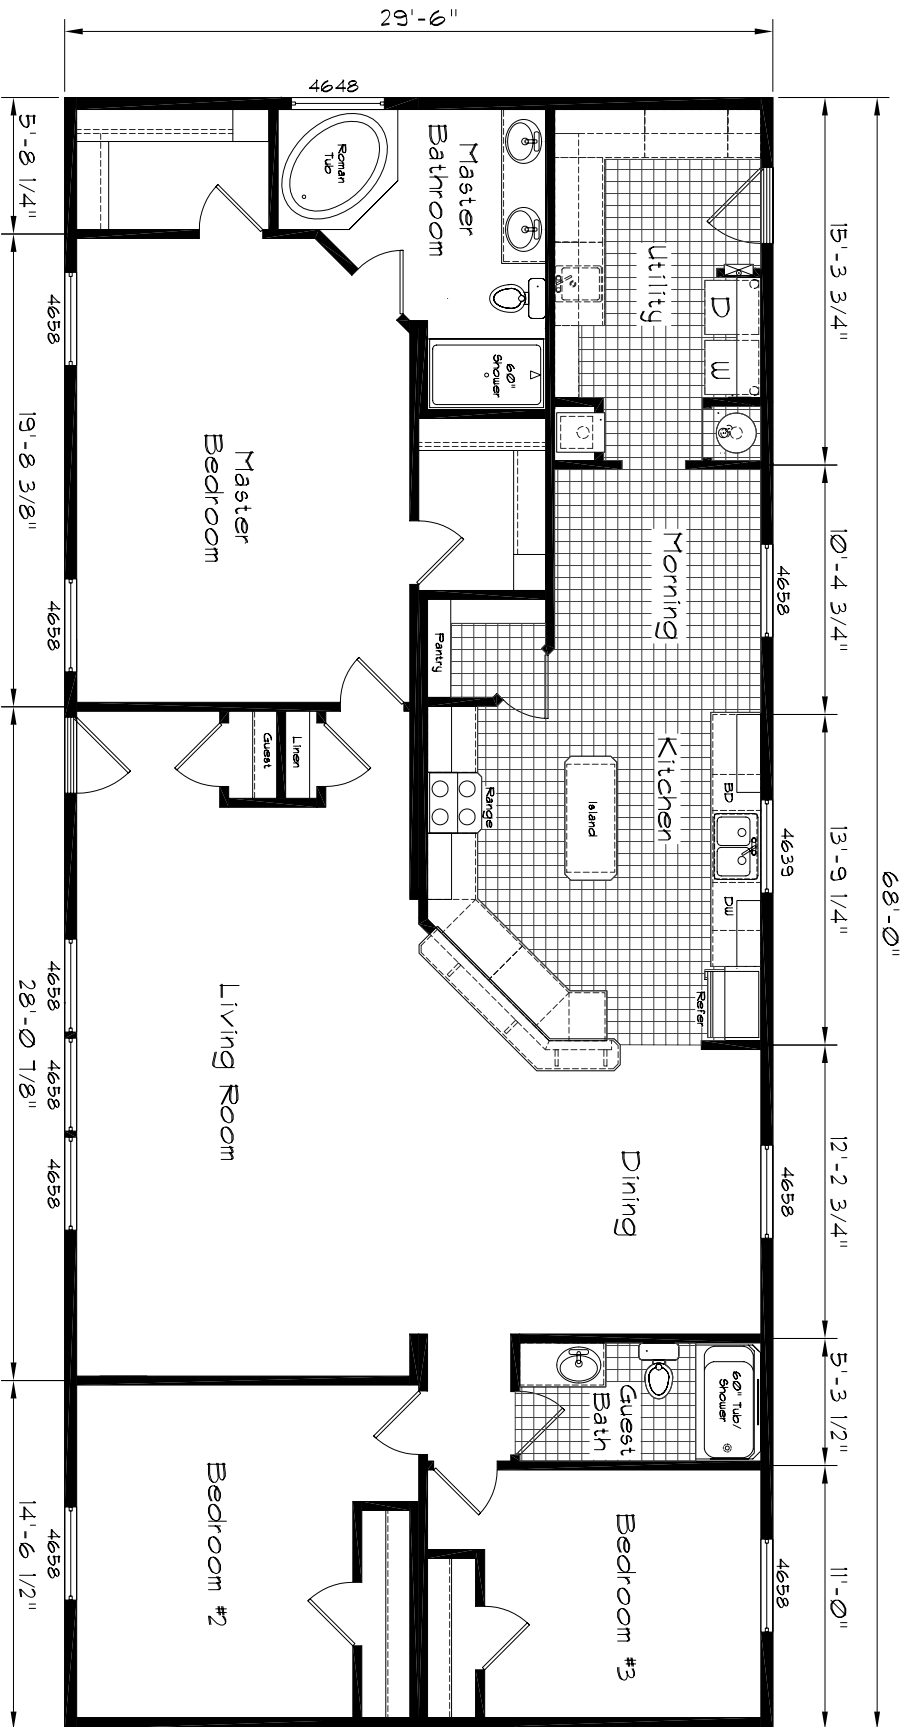 29'-6"
68'-0"
15'-3 3/4"
10'-4 3/4"
13'-9 1/4"
12'-2 3/4"
5'-3 1/2"
11'-0"
4658
4639
4658
4658
Utility
D
W
Morning
Kitchen
BD
DW
Refer
Island
Range
Pantry
Dining
60" Tub/
Shower
Guest
Bath
Bedroom #3
4648
Master
Bathroom
Roman
Tub
60"
Shower
Master
Bedroom
Linen
Guest
Living Room
Bedroom #2
4658
4658
4658
4658
4658
4658
5'-8 1/4"
19'-8 3/8"
28'-0 7/8"
14'-6 1/2"